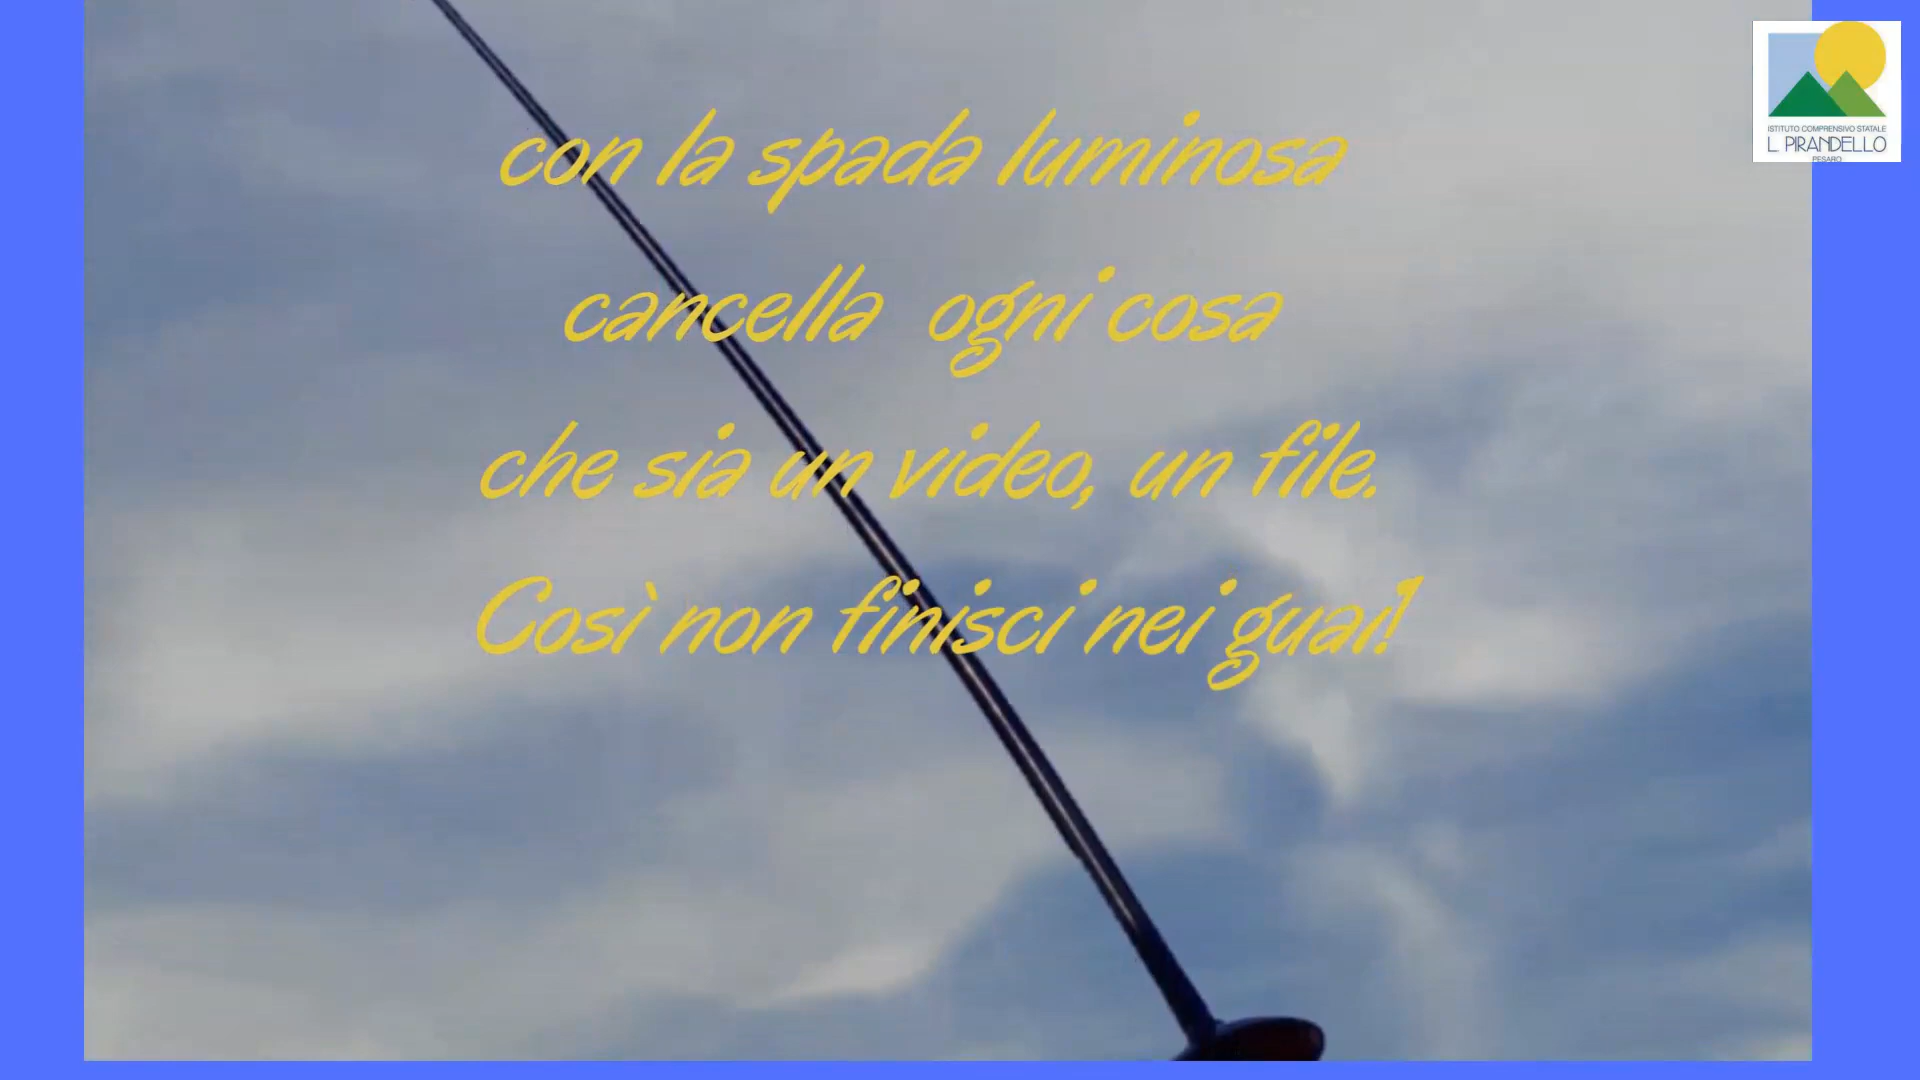 con la spada luminosa
cancella ogni cosa
che sia un video, un file.
Così non finisci nei guai!
ISTITUTO COMPRENSIVO STATALE
L. PIRANDELLO
PESARO